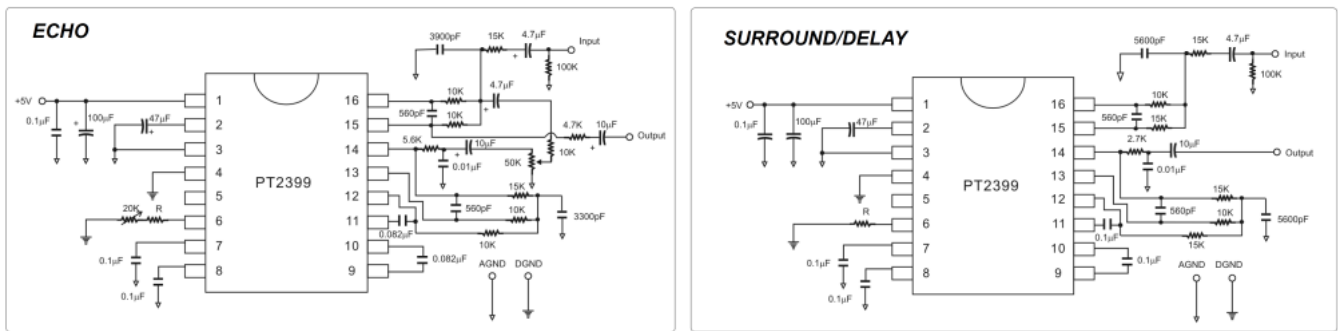 ECHO
3900pF
15K
4.7µF
Input
100K
4.7µF
+5V
0.1µF
100µF
+
47µF
+
1
2
3
4
5
6
7
8
16
15
14
13
12
11
10
9
PT2399
10K
560pF
10K
+
4.7K
10µF
+
Output
10K
5.6K
10µF
+
0.01µF
50K
15K
560pF
10K
3300pF
0.082µF
10K
0.082µF
20K
R
0.1µF
0.1µF
AGND
DGND
SURROUND/DELAY
5600pF
15K
4.7µF
+
Input
100K
+5V
0.1µF
100µF
47µF
1
2
3
4
5
6
7
8
16
15
14
13
12
11
10
9
PT2399
10K
560pF
15K
2.7K
10µF
Output
0.01µF
15K
560pF
10K
5600pF
0.1µF
15K
0.1µF
R
0.1µF
0.1µF
AGND
DGND